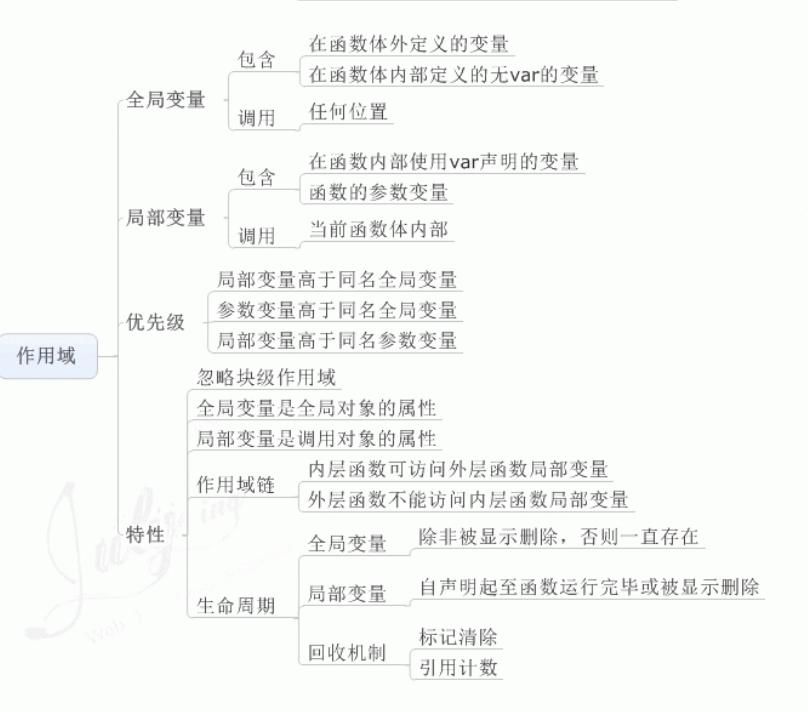 作用域
全局变量
包含
在函数体外定义的变量
在函数体内部定义的无var的变量
调用
任何位置
局部变量
包含
在函数内部使用var声明的变量
函数的参数变量
调用
当前函数体内部
优先级
局部变量高于同名全局变量
参数变量高于同名全局变量
局部变量高于同名参数变量
特性
忽略块级作用域
全局变量是全局对象的属性
局部变量是调用对象的属性
作用域链
内层函数可访问外层函数局部变量
外层函数不能访问内层函数局部变量
生命周期
全局变量
除非被显示删除，否则一直存在
局部变量
自声明起至函数运行完毕或被显示删除
回收机制
标记清除
引用计数